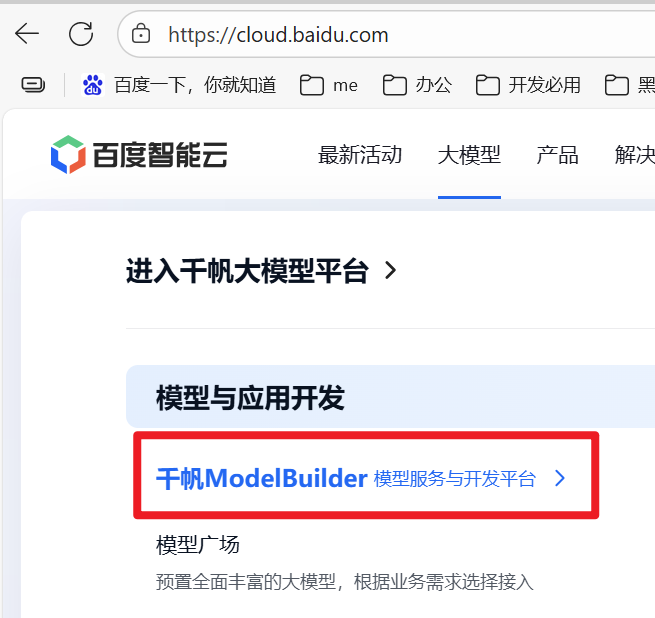 https://cloud.baidu.com
百度一下，你就知道 me 办公 开发必用 黑
百度智能云 最新活动 大模型 产品 解决
进入千帆大模型平台
模型与应用开发
千帆ModelBuilder 模型服务与开发平台
模型广场
预置全面丰富的大模型，根据业务需求选择接入